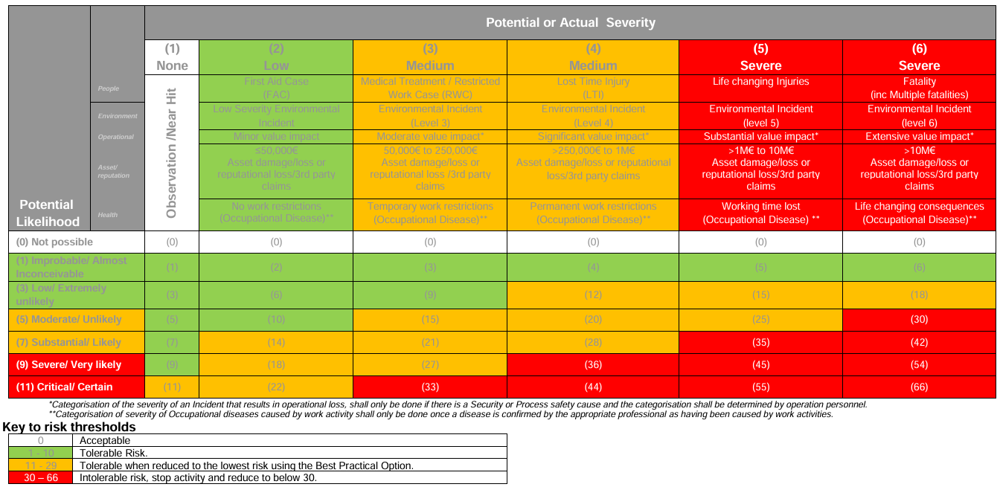 Potential or Actual  Severity
(1)
None
(2)
Low
(3)
Medium
(4)
Medium
(5)
Severe
(6)
Severe
Potential
Likelihood
Observation /Near Hit
People
First Aid Case
(FAC)
Medical Treatment / Restricted
Work Case (RWC)
Lost Time Injury
(LTI)
Life changing Injuries
Fatality
(inc Multiple fatalities)
Environment
Low Severity Environmental
Incident
Environmental Incident
(Level 3)
Environmental Incident
(Level 4)
Environmental Incident
(level 5)
Environmental Incident
(level 6)
Operational
Minor value impact
Moderate value impact*
Significant value impact*
Substantial value impact*
Extensive value impact*
Asset/
reputation
≤50,000€
Asset damage/loss or
reputational loss/3rd party
claims
50,000€ to 250,000€
Asset damage/loss or
reputational loss /3rd party
claims
>250,000€ to 1M€
Asset damage/loss or reputational
loss/3rd party claims
>1M€ to 10M€
Asset damage/loss or
reputational loss/3rd party
claims
>10M€
Asset damage/loss or
reputational loss/3rd party
claims
Health
No work restrictions
(Occupational Disease)**
Temporary work restrictions
(Occupational Disease)**
Permanent work restrictions
(Occupational Disease)**
Working time lost
(Occupational Disease) **
Life changing consequences
(Occupational Disease)**
(0) Not possible (0) (0) (0) (0) (0) (0)
(1) Improbable/ Almost
Inconceivable
(1) (2) (3) (4) (5) (6)
(3) Low/ Extremely
unlikely
(3) (6) (9) (12) (15) (18)
(5) Moderate/ Unlikely (5) (10) (15) (20) (25) (30)
(7) Substantial/ Likely (7) (14) (21) (28) (35) (42)
(9) Severe/ Very likely (9) (18) (27) (36) (45) (54)
(11) Critical/ Certain (11) (22) (33) (44) (55) (66)
*Categorisation of the severity of an Incident that results in operational loss, shall only be done if there is a Security or Process safety cause and the categorisation shall be determined by operation personnel.
**Categorisation of severity of Occupational diseases caused by work activity shall only be done once a disease is confirmed by the appropriate professional as having been caused by work activities.
Key to risk thresholds
0 Acceptable
1 - 10 Tolerable Risk.
11 - 29 Tolerable when reduced to the lowest risk using the Best Practical Option.
30 – 66 Intolerable risk, stop activity and reduce to below 30.